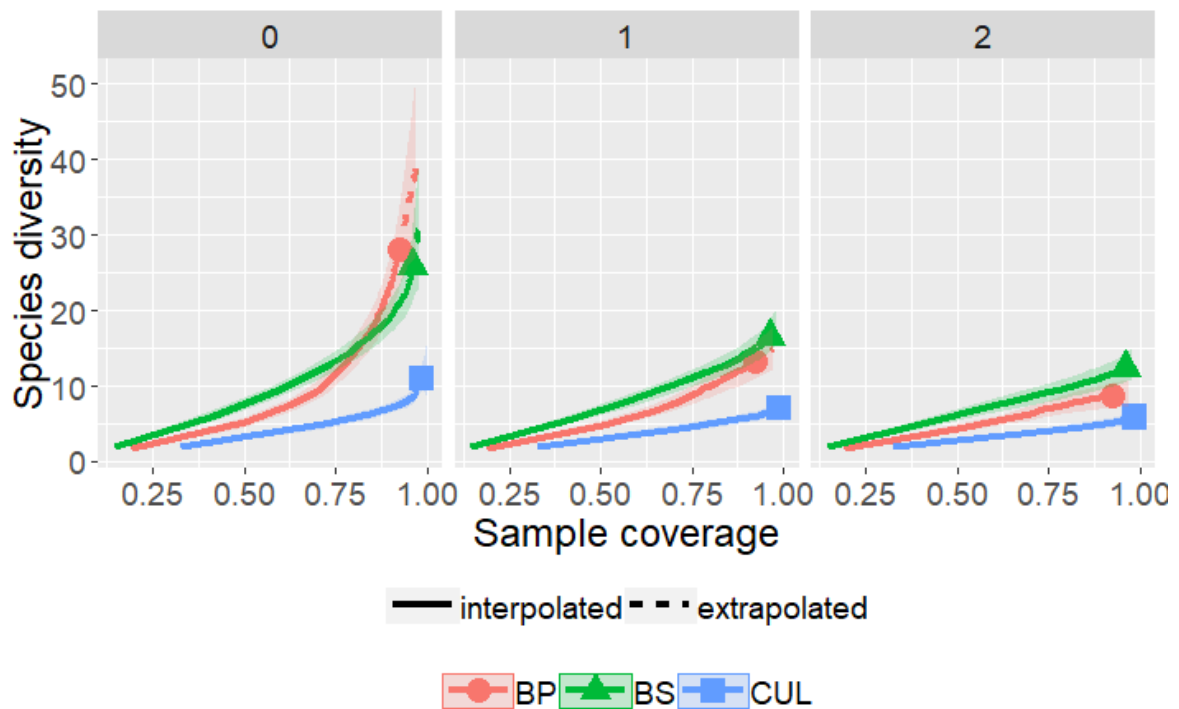 0 1 2
Species diversity
50
40
30
20
10
0
0.25 0.50 0.75 1.00 0.25 0.50 0.75 1.00 0.25 0.50 0.75 1.00
Sample coverage
interpolated extrapolated
BP BS CUL